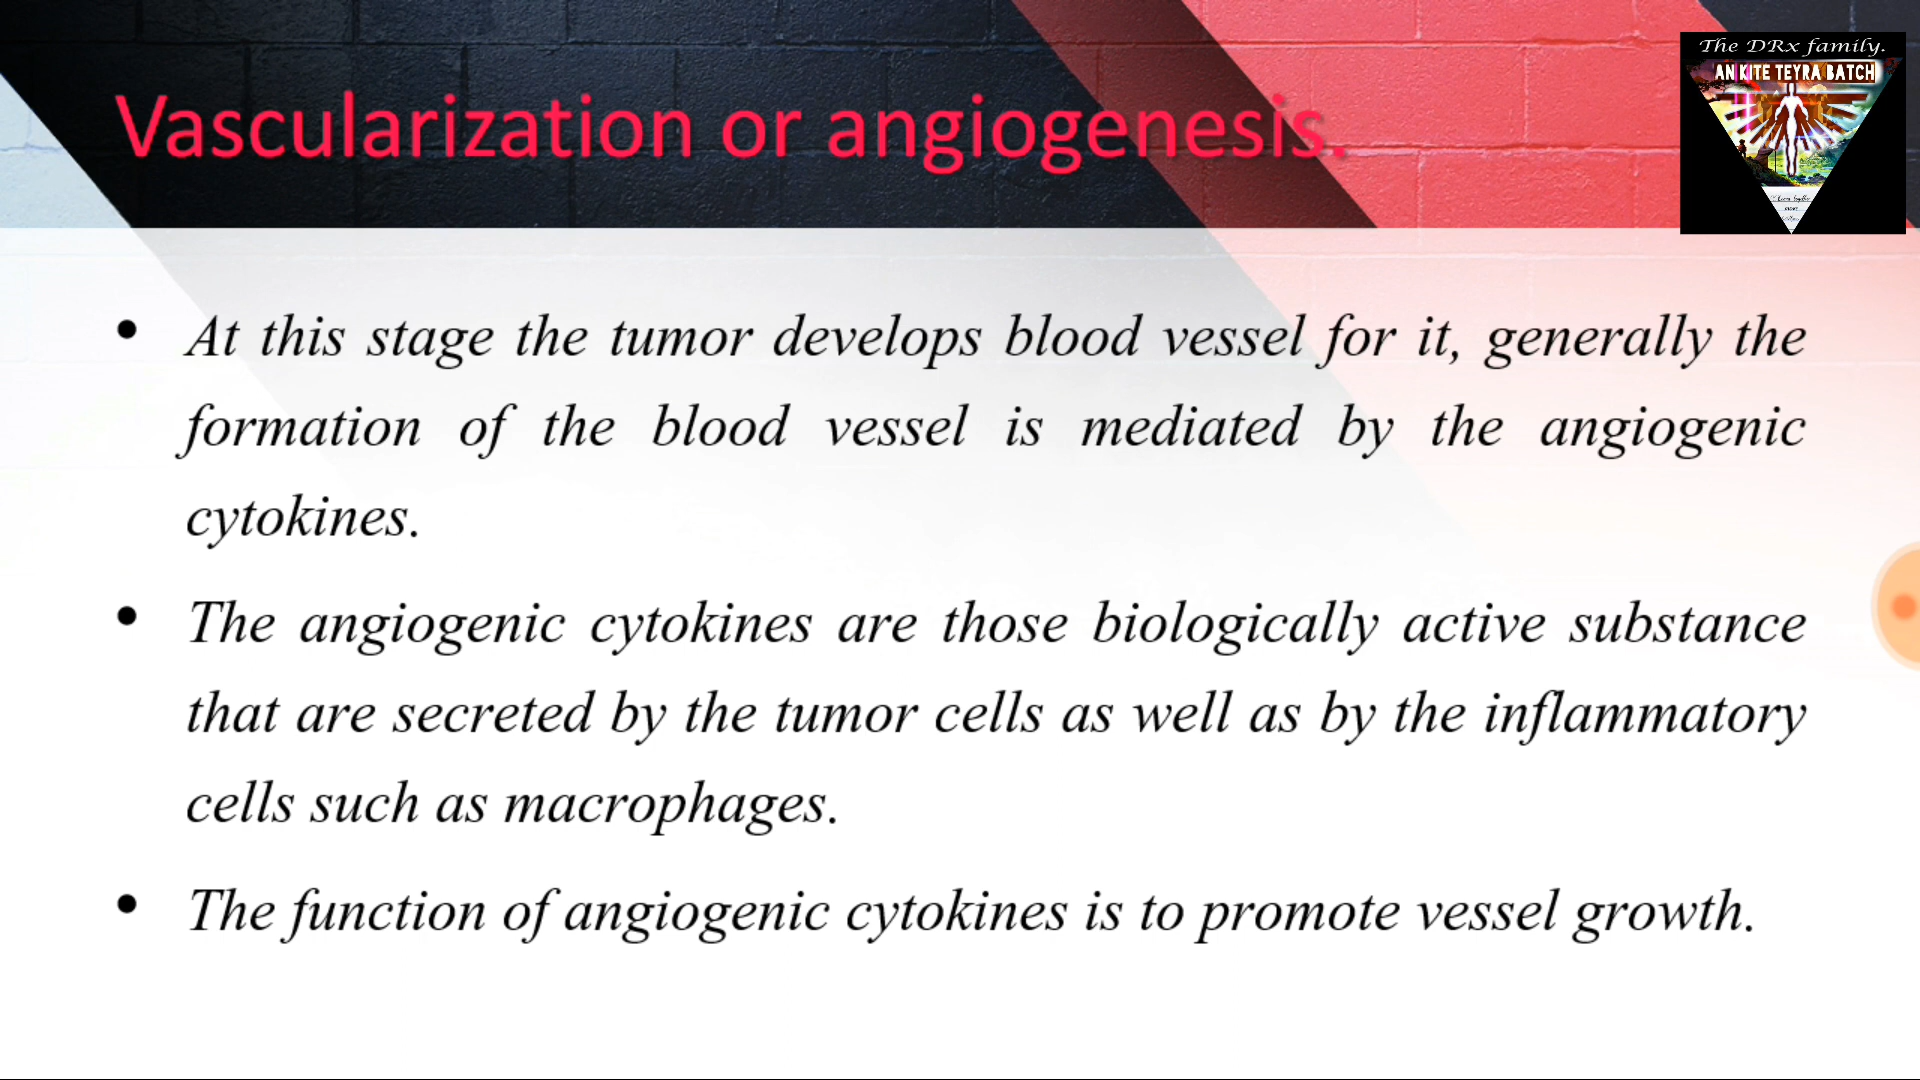 The DRx family.
AN KITE TEYRA BATCH
Vascularization or angiogenesis.
• At this stage the tumor develops blood vessel for it, generally the
formation of the blood vessel is mediated by the angiogenic
cytokines.
• The angiogenic cytokines are those biologically active substance
that are secreted by the tumor cells as well as by the inflammatory
cells such as macrophages.
• The function of angiogenic cytokines is to promote vessel growth.